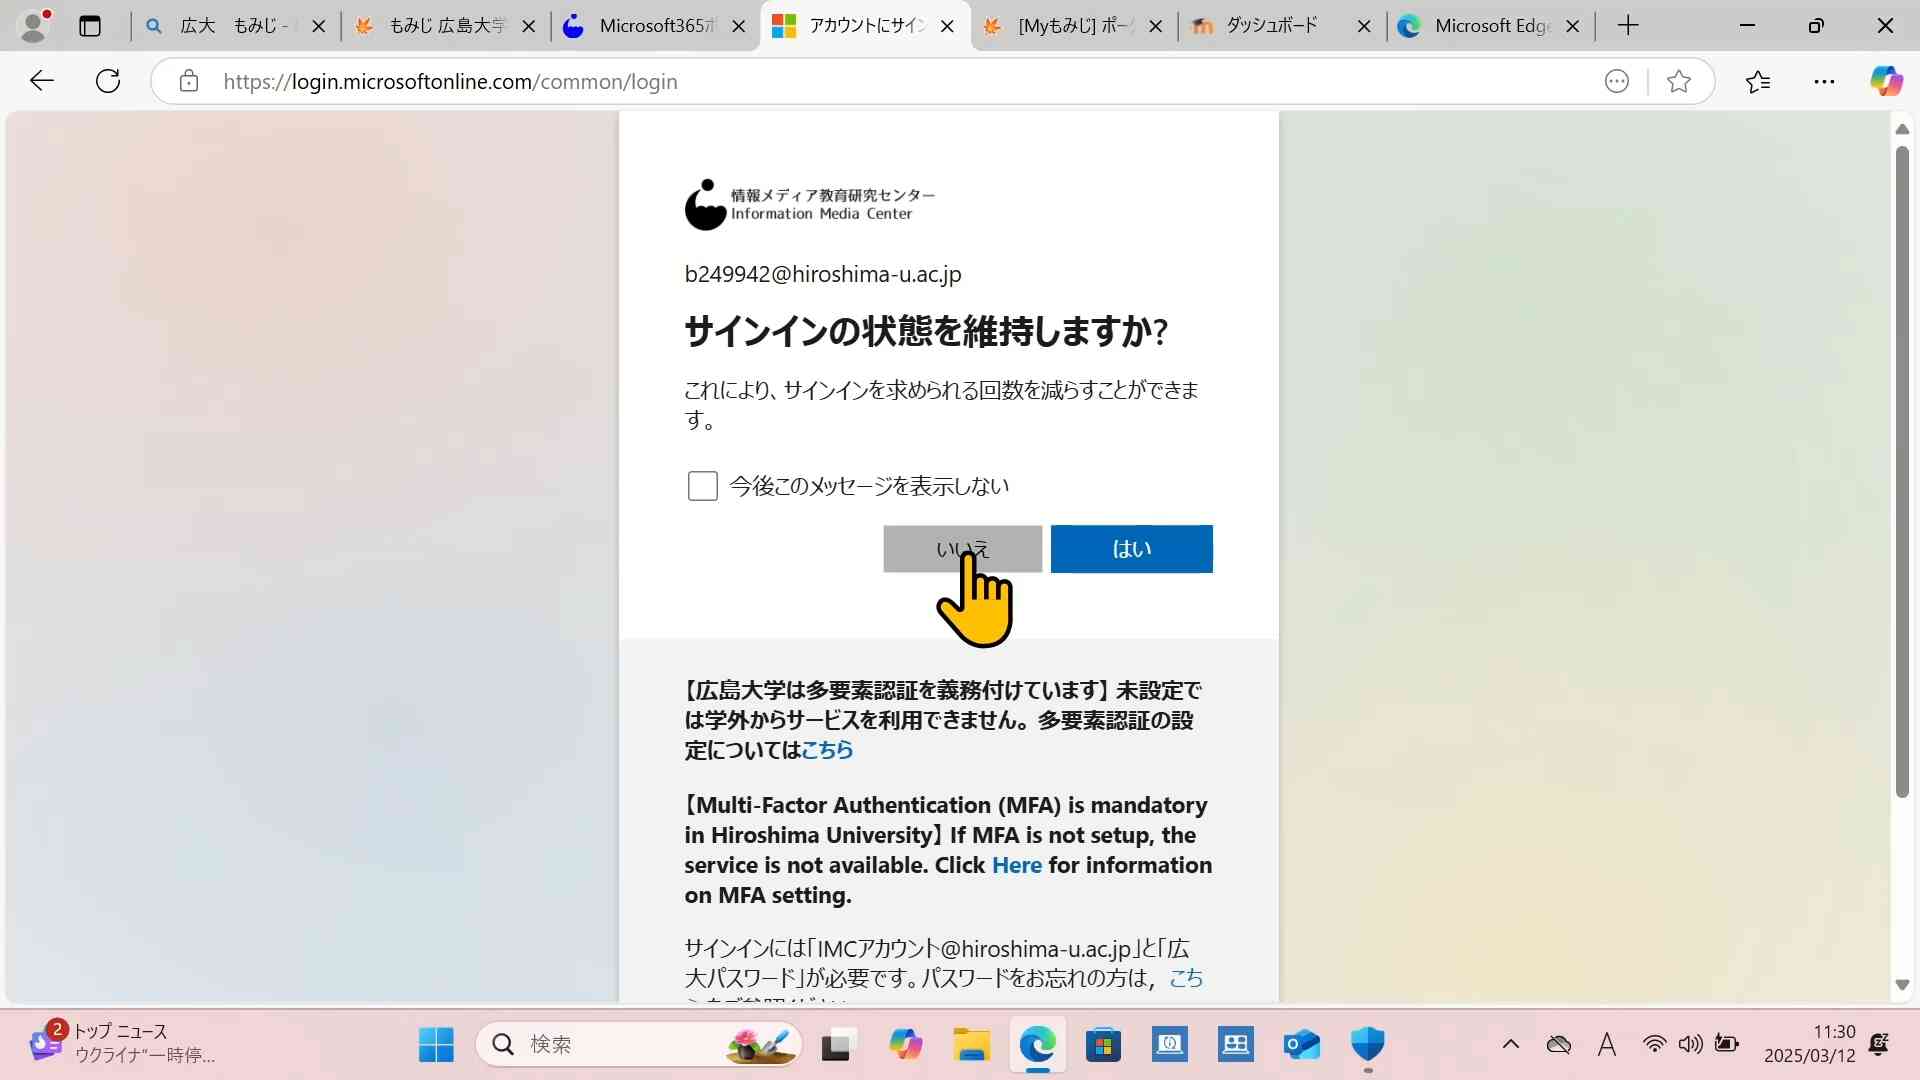 広大　もみじ -
もみじ 広島大学
Microsoft365ポ
アカウントにサイン
[Myもみじ] ポー
ダッシュボード
Microsoft Edge
https://login.microsoftonline.com/common/login
情報メディア教育研究センター
Information Media Center
b249942@hiroshima-u.ac.jp
サインインの状態を維持しますか?
これにより、サインインを求められる回数を減らすことができま
す。
今後このメッセージを表示しない
いいえ
はい
【広島大学は多要素認証を義務付けています】 未設定で
は学外からサービスを利用できません。多要素認証の設
定についてはこちら
【Multi-Factor Authentication (MFA) is mandatory
in Hiroshima University】 If MFA is not setup, the
service is not available. Click Here for information
on MFA setting.
サインインには「IMCアカウント@hiroshima-u.ac.jp」と「広
大パスワード」が必要です。パスワードをお忘れの方は，こち
2
トップ ニュース
ウクライナ"一時停...
検索
A
11:30
2025/03/12